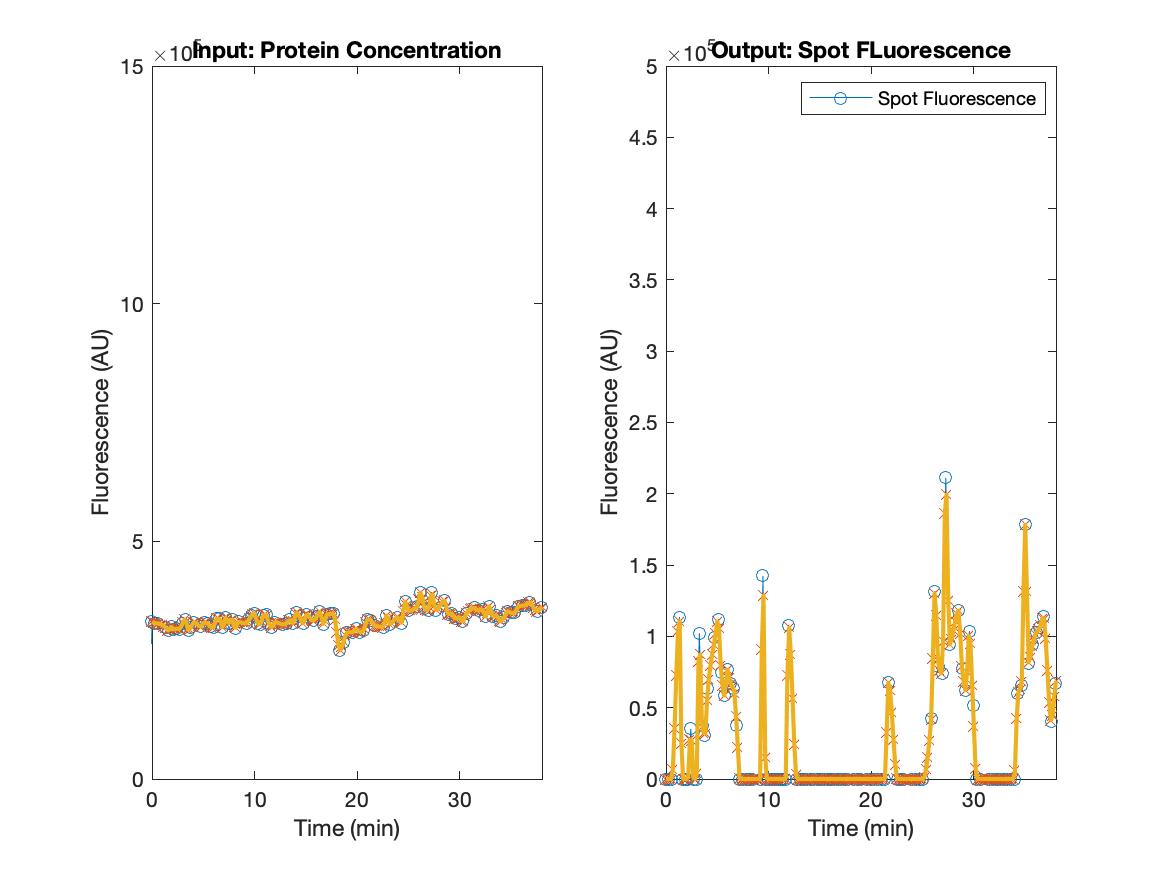 ×10⁵ Input: Protein Concentration
15
10
5
0
Fluorescence (AU)
0 10 20 30
Time (min)
×10⁵ Output: Spot FLuorescence
Spot Fluorescence
5
4.5
4
3.5
3
2.5
2
1.5
1
0.5
0
Fluorescence (AU)
0 10 20 30
Time (min)